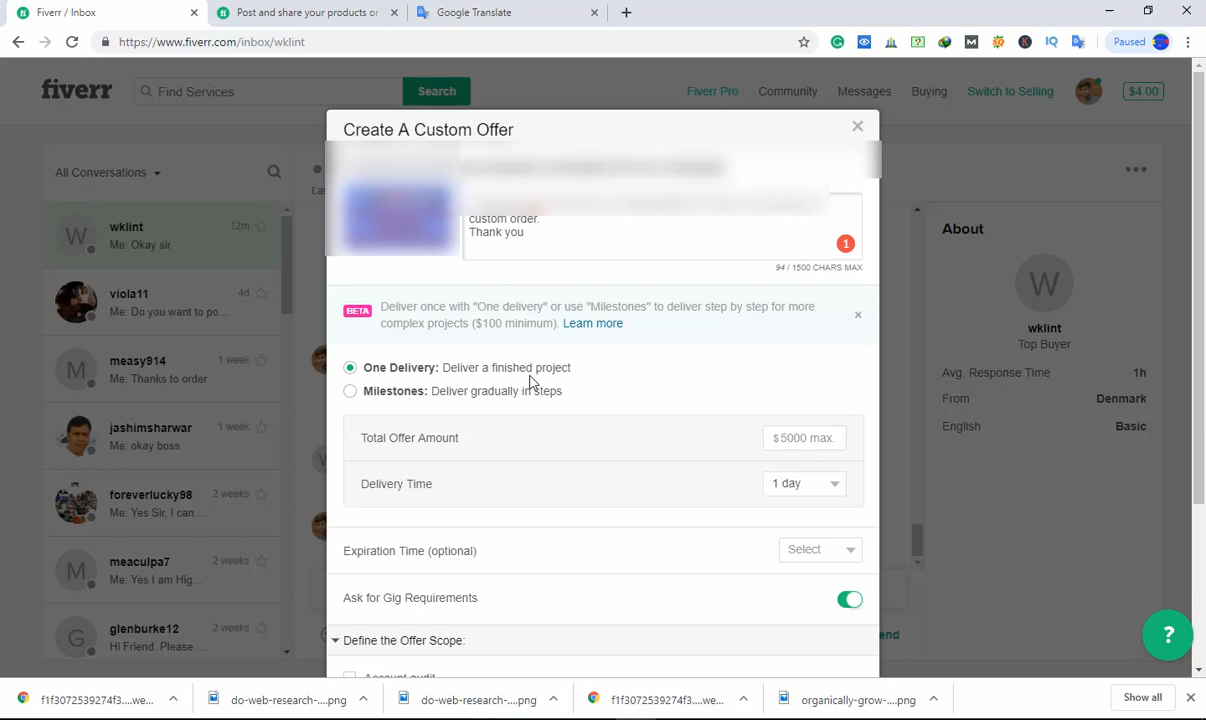 Fiverr / Inbox
Post and share your products or
Google Translate
https://www.fiverr.com/inbox/wklint
Paused
fiverr
Find Services
Search
Fiverr Pro
Community
Messages
Buying
Switch to Selling
$4.00
Create A Custom Offer
All Conversations
wklint
12m
Me: Okay sir
viola11
4d
Me: Do you want to po...
measy914
1 week
Me: Thanks to order
jashimsharwar
1 week
Me: okay boss
foreverlucky98
2 weeks
Me: Yes Sir, I can ...
meaculpa7
2 weeks
Me: Yes I am Hig...
glenburke12
2 weeks
Hi Friend. Please ...
custom order.
Thank you
1
94 / 1500 CHARS MAX
BETA
Deliver once with "One delivery" or use "Milestones" to deliver step by step for more
complex projects ($100 minimum). Learn more
One Delivery: Deliver a finished project
Milestones: Deliver gradually in steps
Total Offer Amount
$5000 max.
Delivery Time
1 day
Expiration Time (optional)
Select
Ask for Gig Requirements
Define the Offer Scope:
Account audit
About
W
wklint
Top Buyer
Avg. Response Time
1h
From
Denmark
English
Basic
?
f1f3072539274f3....we...
do-web-research-....png
do-web-research-....png
f1f3072539274f3....we...
organically-grow-....png
Show all